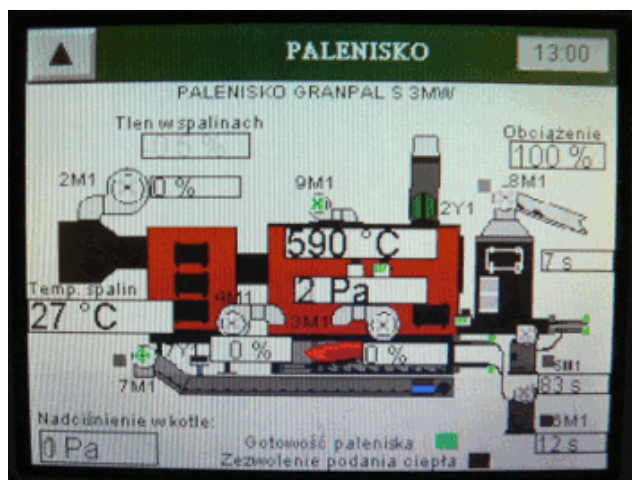 PALENISKO
13:00
PALENISKO GRANPAL S 3MW
Tlen w spalinach
Obciążenie
100 %
2M1
0 %
9M1
8M1
2Y1
590 °C
7 s
Temp. spalin
2 Pa
27 °C
4M1
3M1
7Y1
0 %
0 %
7M1
83 s
Nadciśnienie w kotle:
0 Pa
Gotowość paleniska
12 s
Zezwolenie podania ciepła